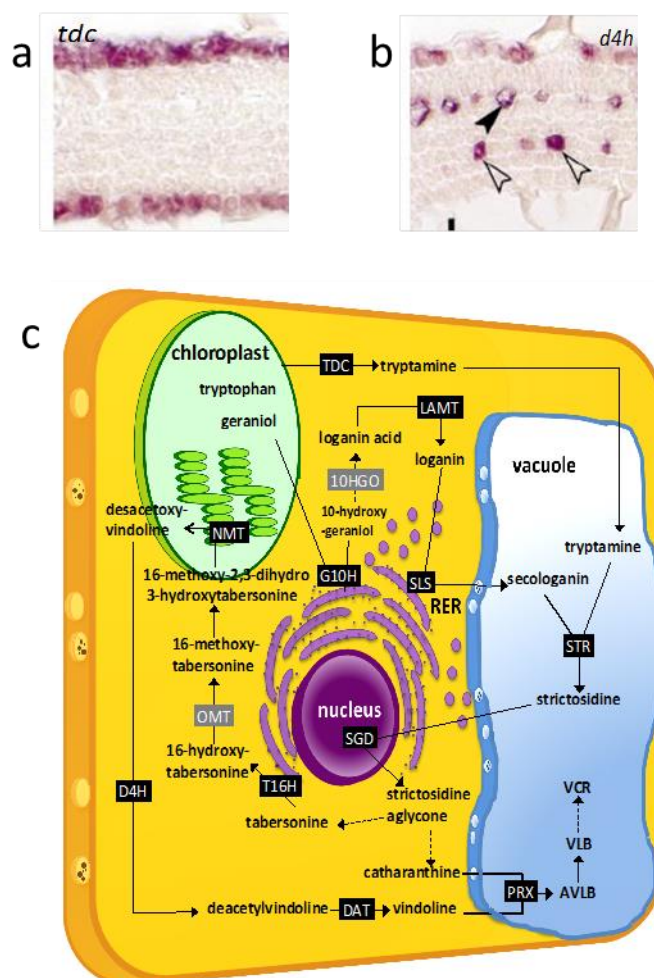 a
tdc
b
d4h
c
chloroplast
tryptophan
geraniol
TDC
tryptamine
LAMT
loganin acid
loganin
10HGO
10-hydroxy
-geraniol
vacuole
desacetoxy-
vindoline
NMT
tryptamine
16-methoxy-2,3-dihydro
3-hydroxytabersonine
G10H
SLS
RER
secologanin
16-methoxy-
tabersonine
STR
strictosidine
nucleus
OMT
SGD
16-hydroxy-
tabersonine
T16H
D4H
tabersonine
strictosidine
aglycone
VCR
VLB
catharanthine
PRX
AVLB
deacetylvindoline
DAT
vindoline